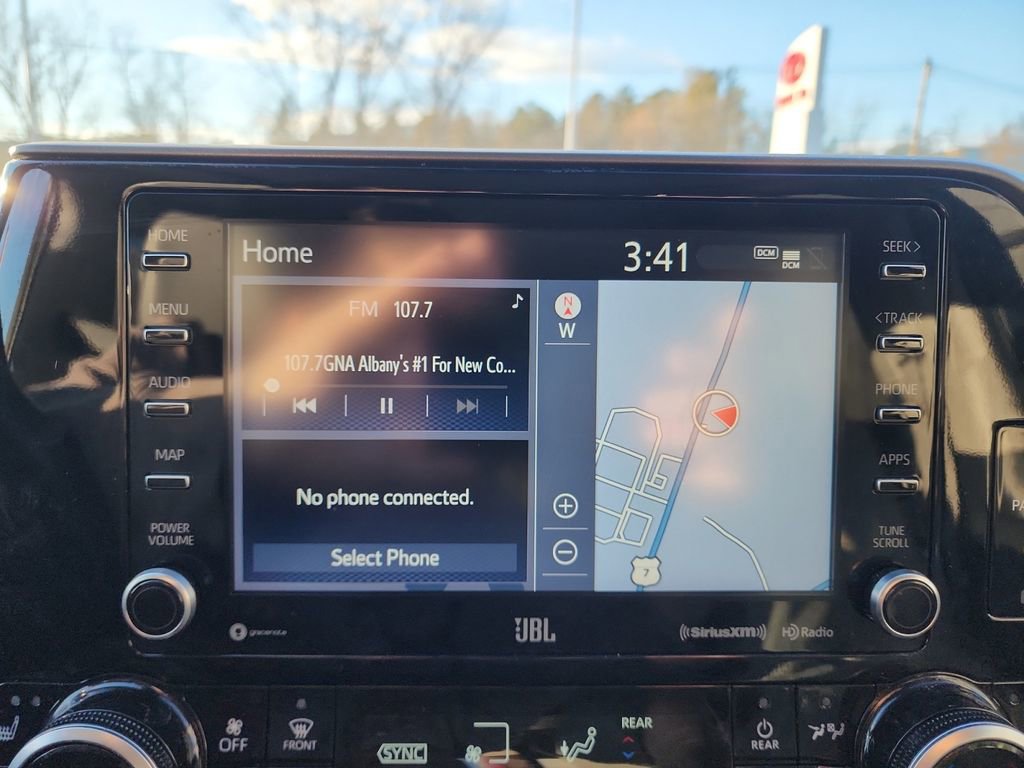 HOME
Home
3:41
DCM
DCM
SEEK>
FM 107.7
N
W
MENU
<TRACK
107.7GNA Albany's #1 For New Co...
AUDIO
PHONE
MAP
APPS
No phone connected.
POWER
VOLUME
TUNE
SCROLL
Select Phone
7
gracenote
JBL
((SiriusXM))
HD Radio
OFF
FRONT
SYNC
REAR
REAR